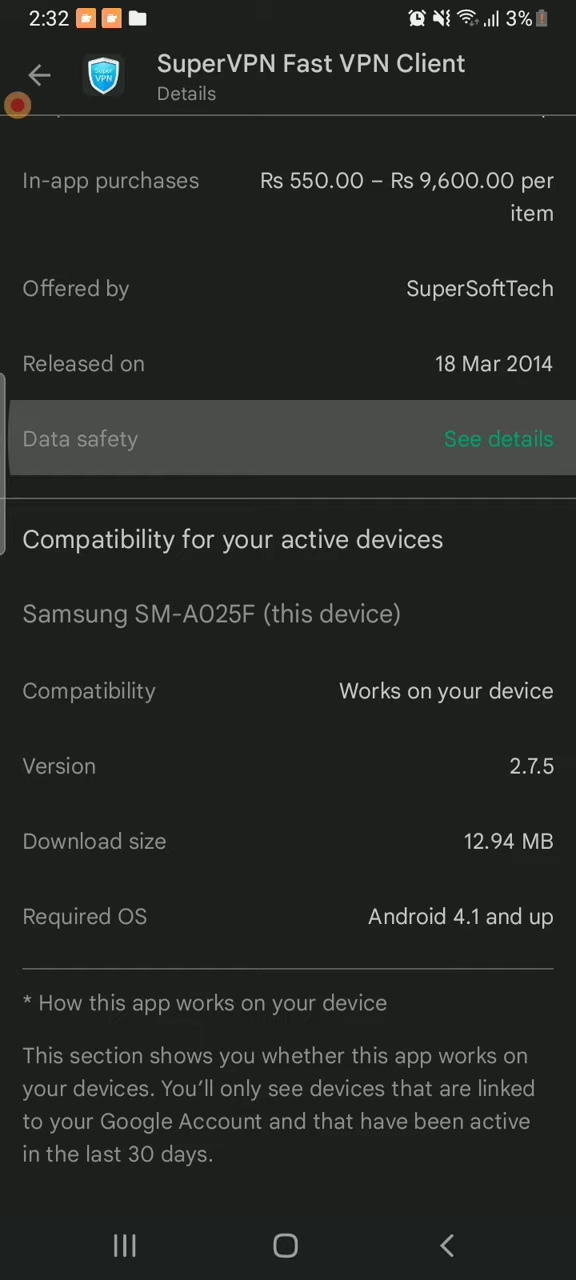 2:32 3%
SuperVPN Fast VPN Client
Super
VPN
Details
In-app purchases Rs 550.00 – Rs 9,600.00 per
item
Offered by SuperSoftTech
Released on 18 Mar 2014
Data safety See details
Compatibility for your active devices
Samsung SM-A025F (this device)
Compatibility Works on your device
Version 2.7.5
Download size 12.94 MB
Required OS Android 4.1 and up
* How this app works on your device
This section shows you whether this app works on
your devices. You’ll only see devices that are linked
to your Google Account and that have been active
in the last 30 days.